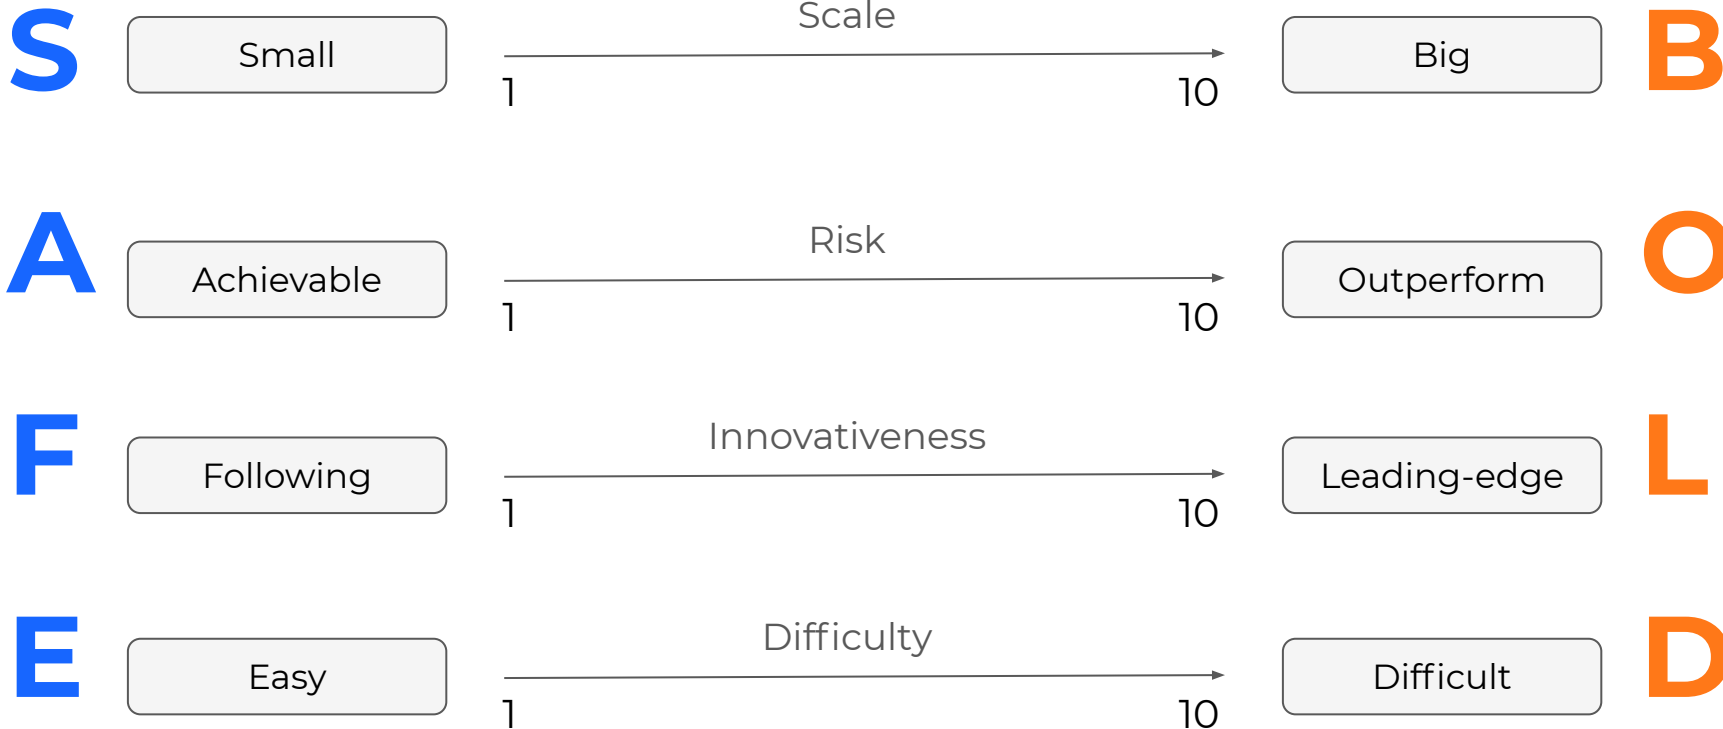 S Small Scale Big B
1 10
A Achievable Risk Outperform O
1 10
F Following Innovativeness Leading-edge L
1 10
E Easy Difficulty Difficult D
1 10